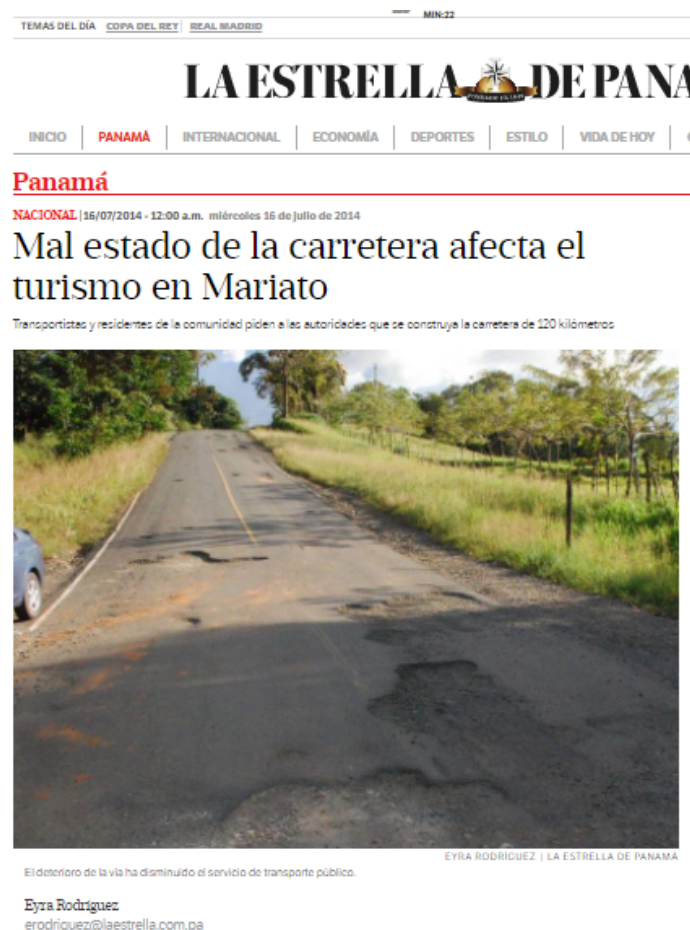 MIN:22
TEMAS DEL DÍA COPA DEL REY REAL MADRID
LA ESTRELLA DE PANA
INICIO PANAMÁ INTERNACIONAL ECONOMÍA DEPORTES ESTILO VIDA DE HOY
Panamá
NACIONAL | 16/07/2014 - 12:00 a.m. miércoles 16 de julio de 2014
Mal estado de la carretera afecta el
turismo en Mariato
Transportistas y residentes de la comunidad piden a las autoridades que se construya la carretera de 120 kilómetros
EYRA RODRÍGUEZ | LA ESTRELLA DE PANAMÁ
El deterioro de la vía ha disminuido el servicio de transporte público.
Eyra Rodríguez
erodriguez@laestrella.com.pa